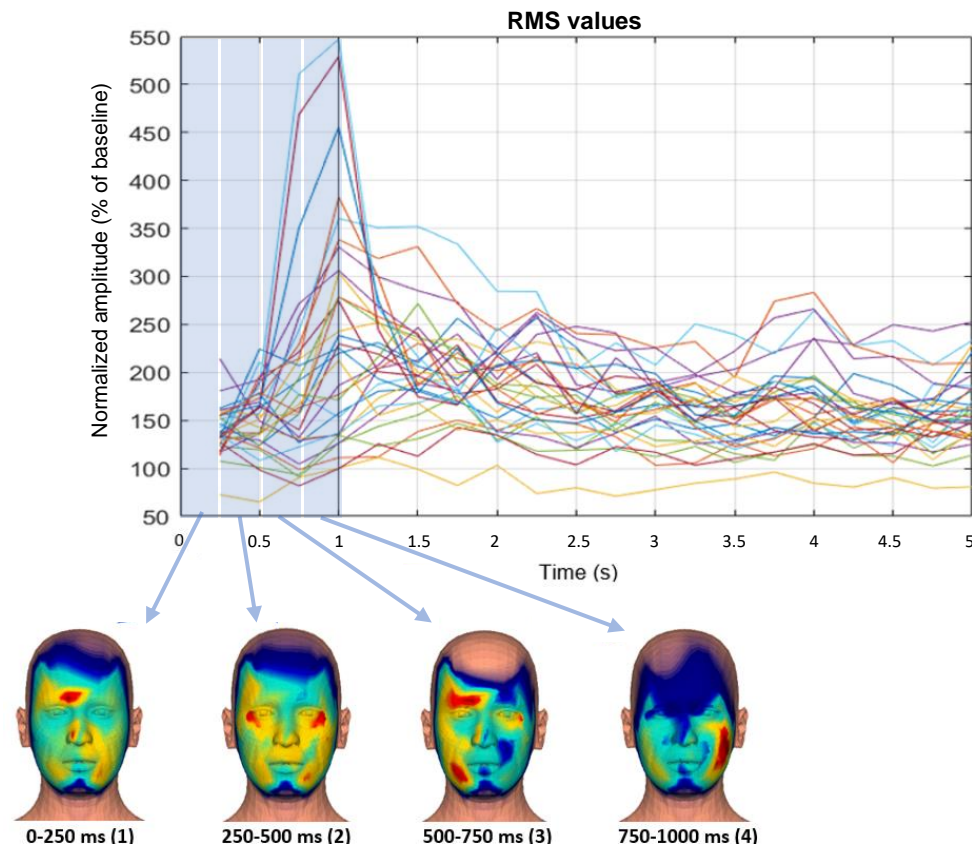 RMS values
Normalized amplitude (% of baseline)
550
500
450
400
350
300
250
200
150
100
50
0 0.5 1 1.5 2 2.5 3 3.5 4 4.5 5
Time (s)
0-250 ms (1) 250-500 ms (2) 500-750 ms (3) 750-1000 ms (4)